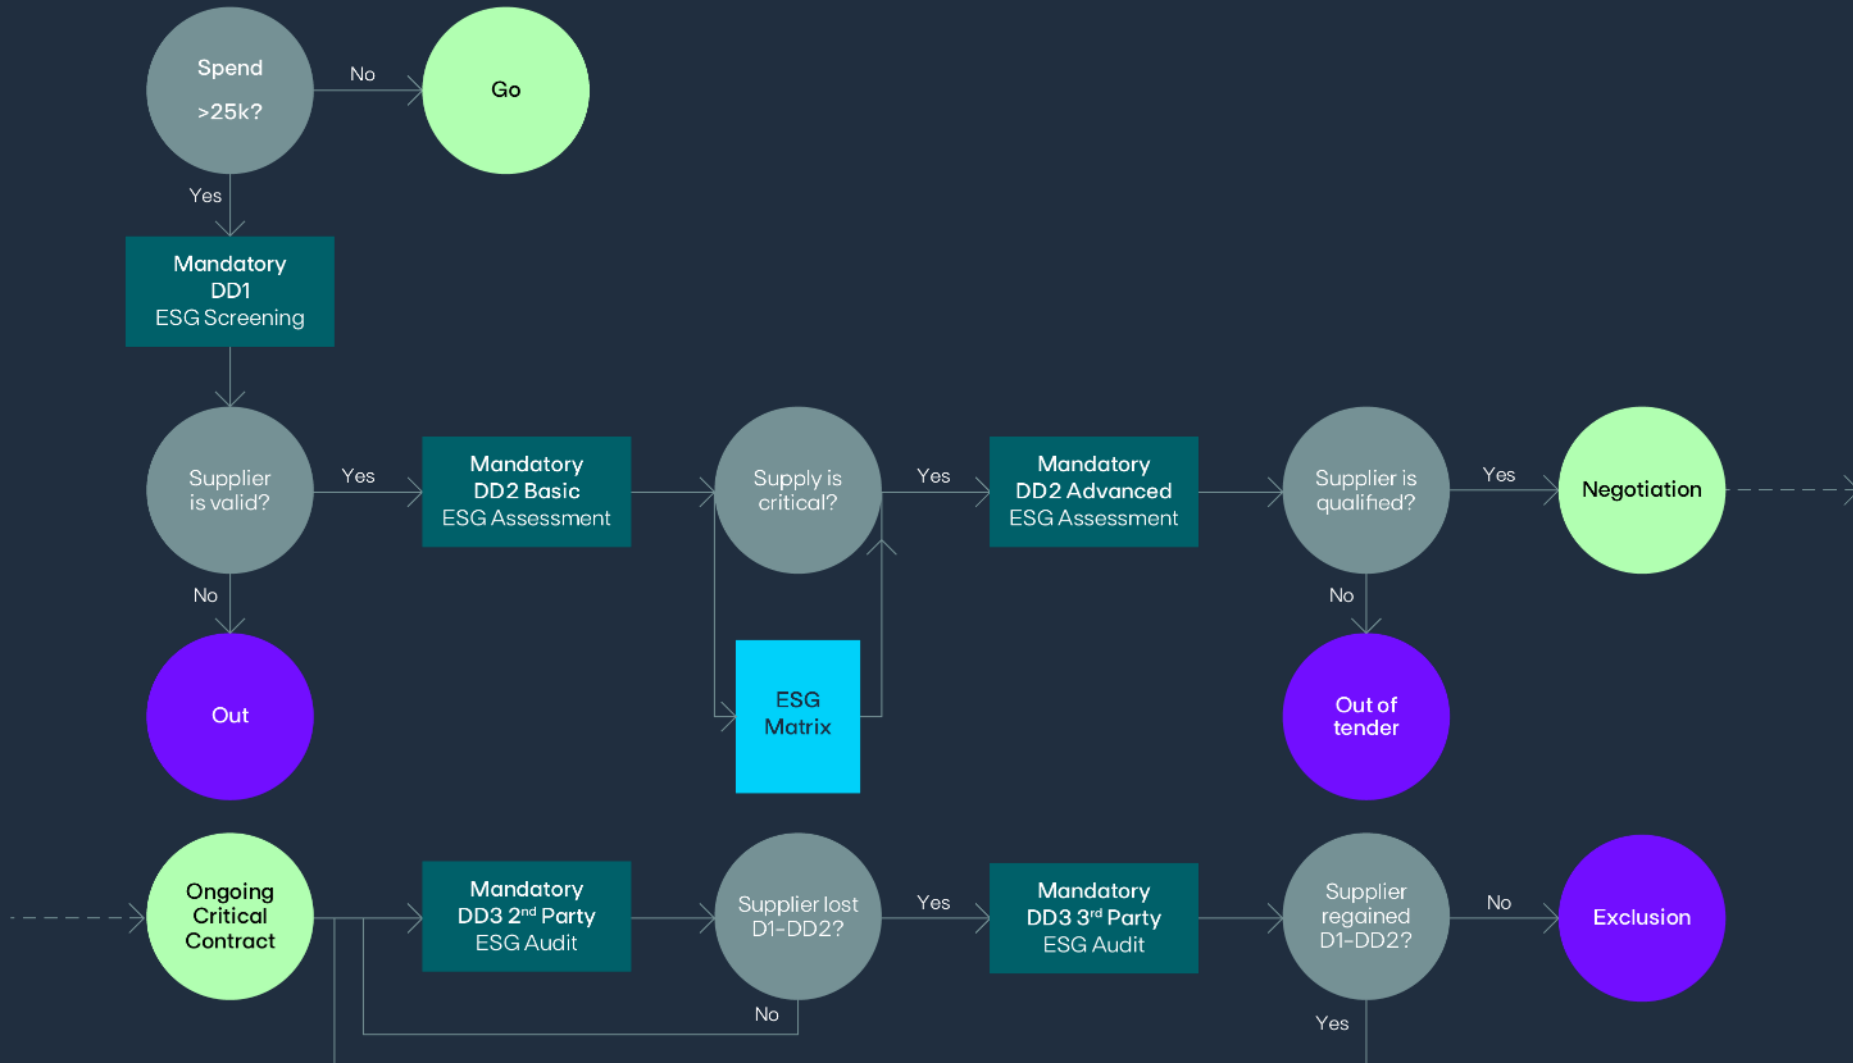 Spend
>25k?
No
Go
Yes
Mandatory
DD1
ESG Screening
Supplier
is valid?
Yes
Mandatory
DD2 Basic
ESG Assessment
Supply is
critical?
Yes
Mandatory
DD2 Advanced
ESG Assessment
Supplier is
qualified?
Yes
Negotiation
No
Out
ESG
Matrix
No
Out of
tender
Ongoing
Critical
Contract
Mandatory
DD3 2nd Party
ESG Audit
Supplier lost
D1-DD2?
Yes
Mandatory
DD3 3rd Party
ESG Audit
Supplier
regained
D1-DD2?
No
Exclusion
No
Yes